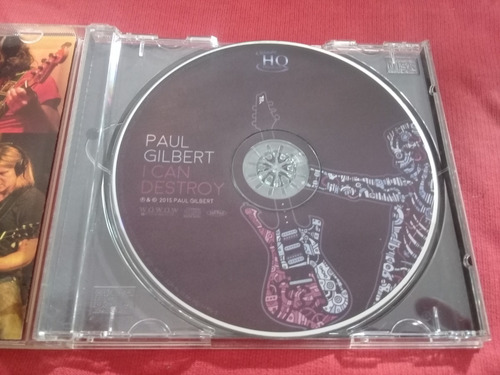 HQ
PAUL
GILBERT
I CAN
DESTROY
℗ & © 2015 PAUL GILBERT